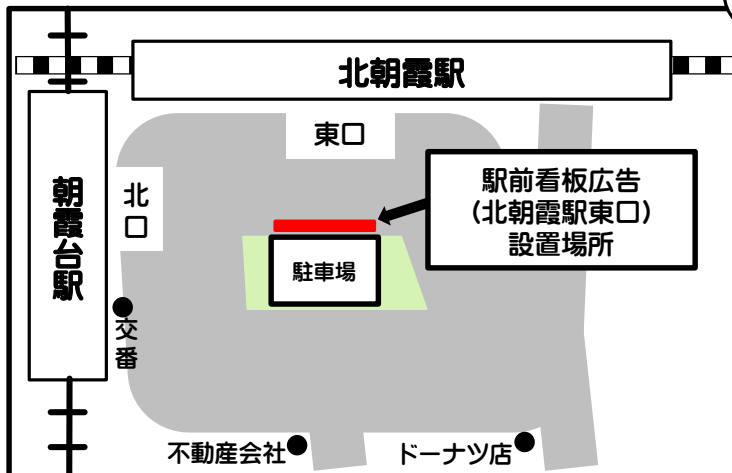 北朝霞駅
東口
駅前看板広告
(北朝霞駅東口)
設置場所
朝霞台駅
北口
駐車場
交番
不動産会社
ドーナツ店